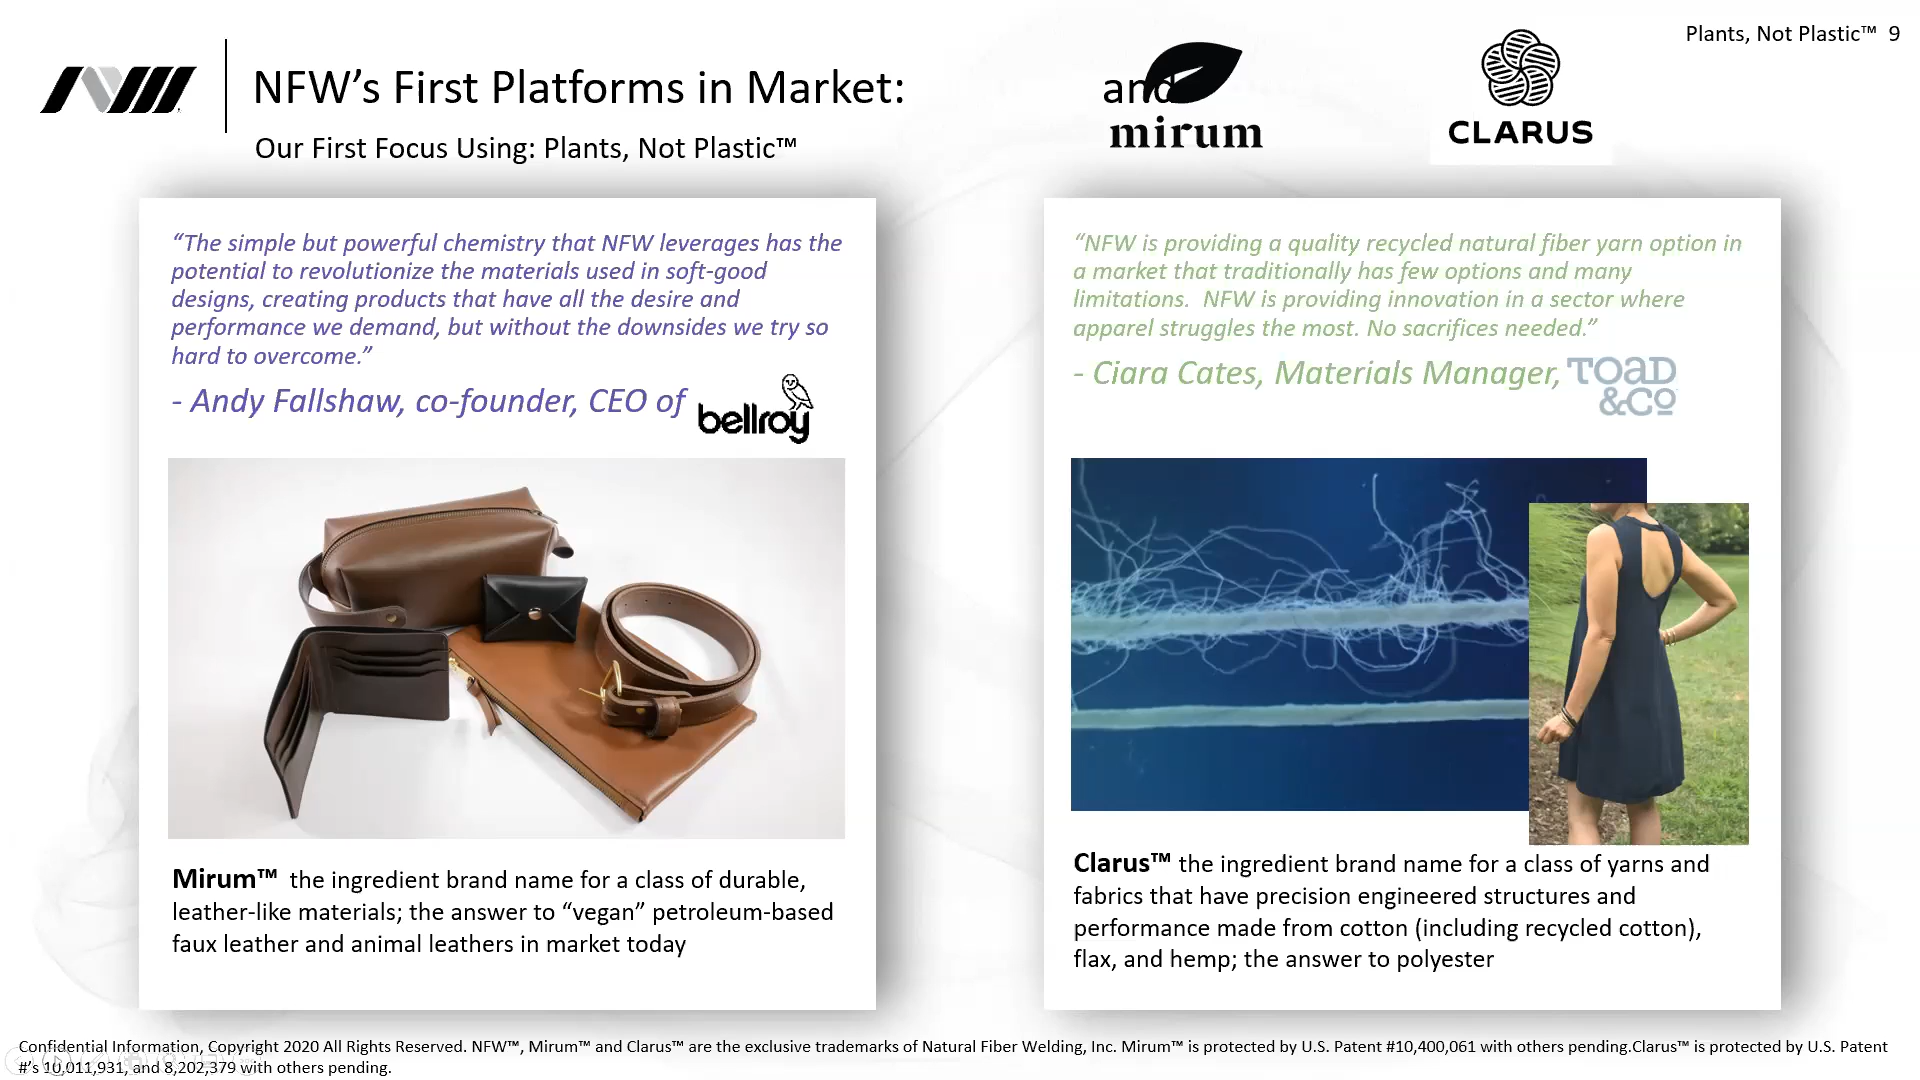 Plants, Not Plastic™ 9
NFW’s First Platforms in Market:
and
mirum
CLARUS
Our First Focus Using: Plants, Not Plastic™
“The simple but powerful chemistry that NFW leverages has the
potential to revolutionize the materials used in soft-good
designs, creating products that have all the desire and
performance we demand, but without the downsides we try so
hard to overcome.”
- Andy Fallshaw, co-founder, CEO of
bellroy
“NFW is providing a quality recycled natural fiber yarn option in
a market that traditionally has few options and many
limitations.  NFW is providing innovation in a sector where
apparel struggles the most. No sacrifices needed.”
- Ciara Cates, Materials Manager,
TOAD
&CO
Mirum™  the ingredient brand name for a class of durable,
leather-like materials; the answer to “vegan” petroleum-based
faux leather and animal leathers in market today
Clarus™ the ingredient brand name for a class of yarns and
fabrics that have precision engineered structures and
performance made from cotton (including recycled cotton),
flax, and hemp; the answer to polyester
Confidential Information, Copyright 2020 All Rights Reserved. NFW™, Mirum™ and Clarus™ are the exclusive trademarks of Natural Fiber Welding, Inc. Mirum™ is protected by U.S. Patent #10,400,061 with others pending.Clarus™ is protected by U.S. Patent
#’s 10,011,931, and 8,202,379 with others pending.